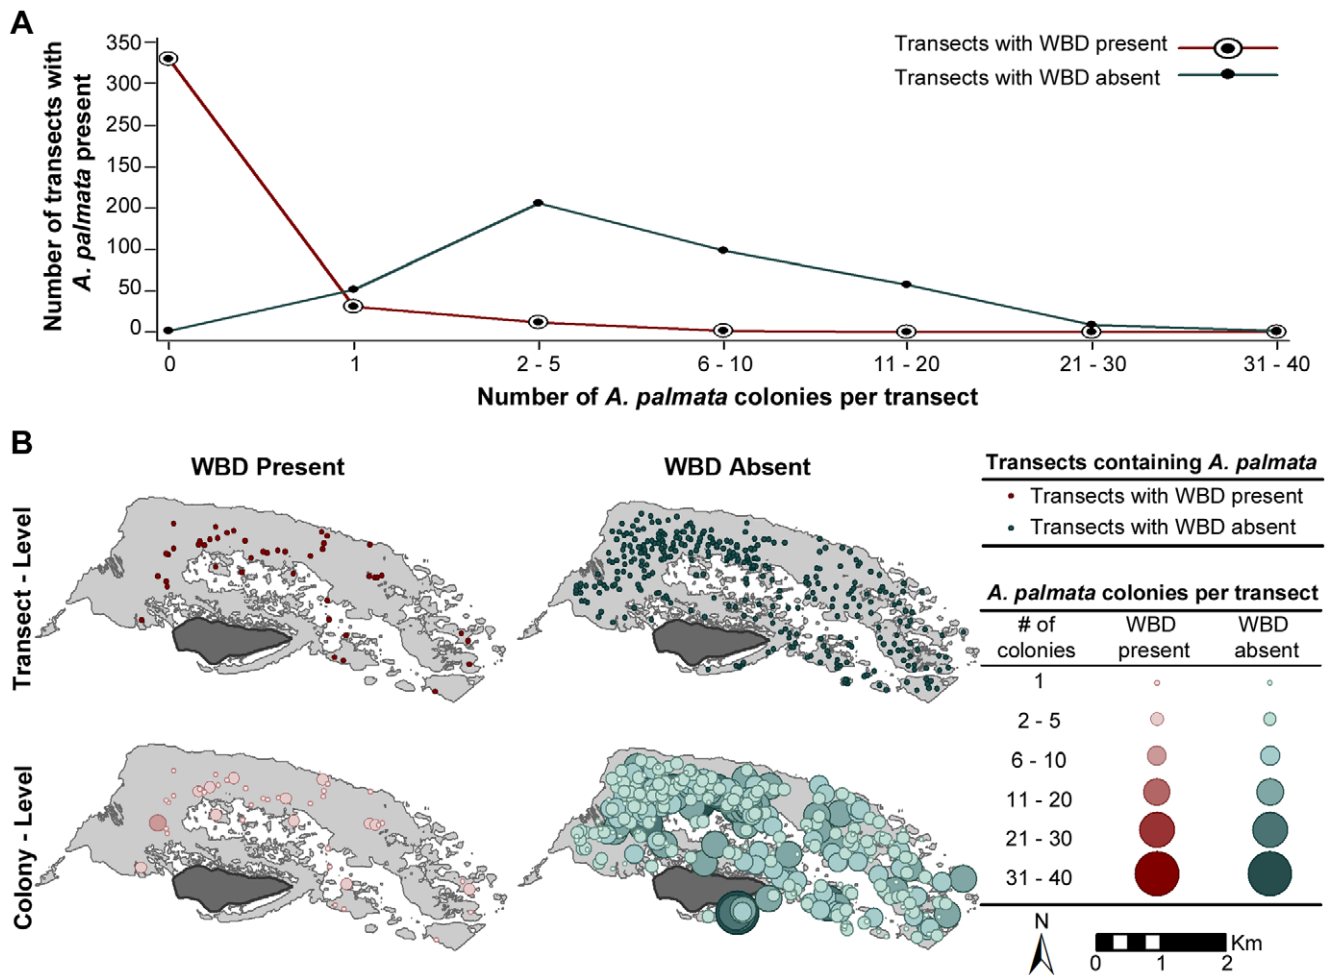 A
Number of transects with
A. palmata present
350
300
250
150
200
100
50
0
Transects with WBD present
Transects with WBD absent
0 1 2 - 5 6 - 10 11 - 20 21 - 30 31 - 40
Number of A. palmata colonies per transect
B
WBD Present WBD Absent
Transect - Level
Colony - Level
Transects containing A. palmata
Transects with WBD present
Transects with WBD absent
A. palmata colonies per transect
# of WBD WBD
colonies present absent
1
2 - 5
6 - 10
11 - 20
21 - 30
31 - 40
N
Km
0 1 2